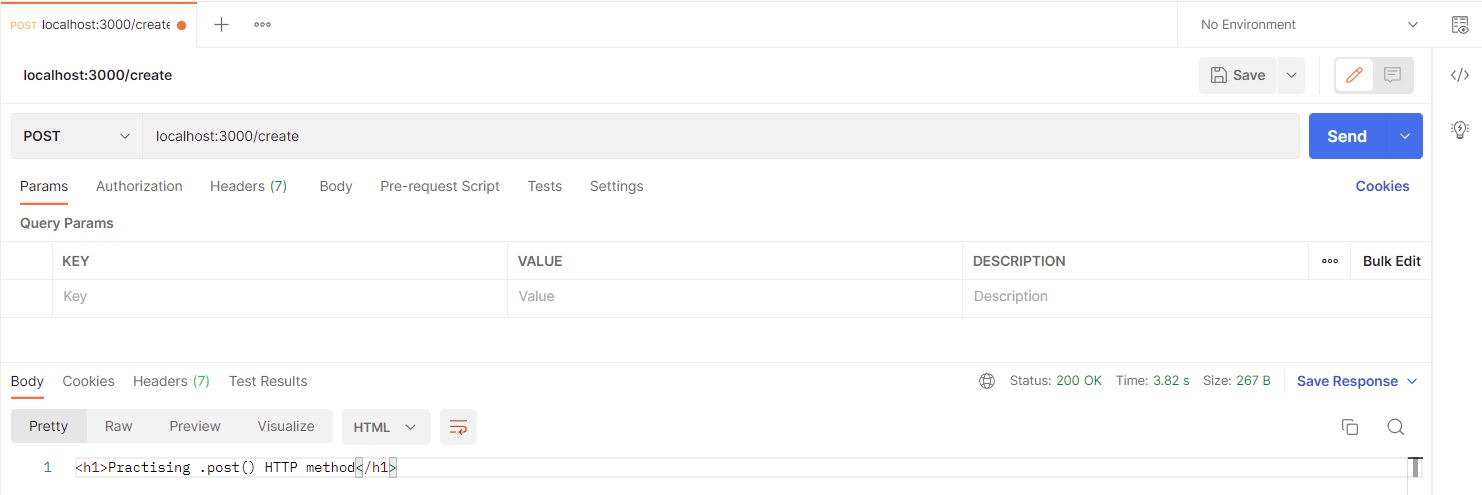 POST localhost:3000/create
No Environment
localhost:3000/create
Save
POST localhost:3000/create Send
Params Authorization Headers (7) Body Pre-request Script Tests Settings Cookies
Query Params
KEY VALUE DESCRIPTION Bulk Edit
Key Value Description
Body Cookies Headers (7) Test Results Status: 200 OK Time: 3.82 s Size: 267 B Save Response
Pretty Raw Preview Visualize HTML
1 <h1>Practising .post() HTTP method</h1>